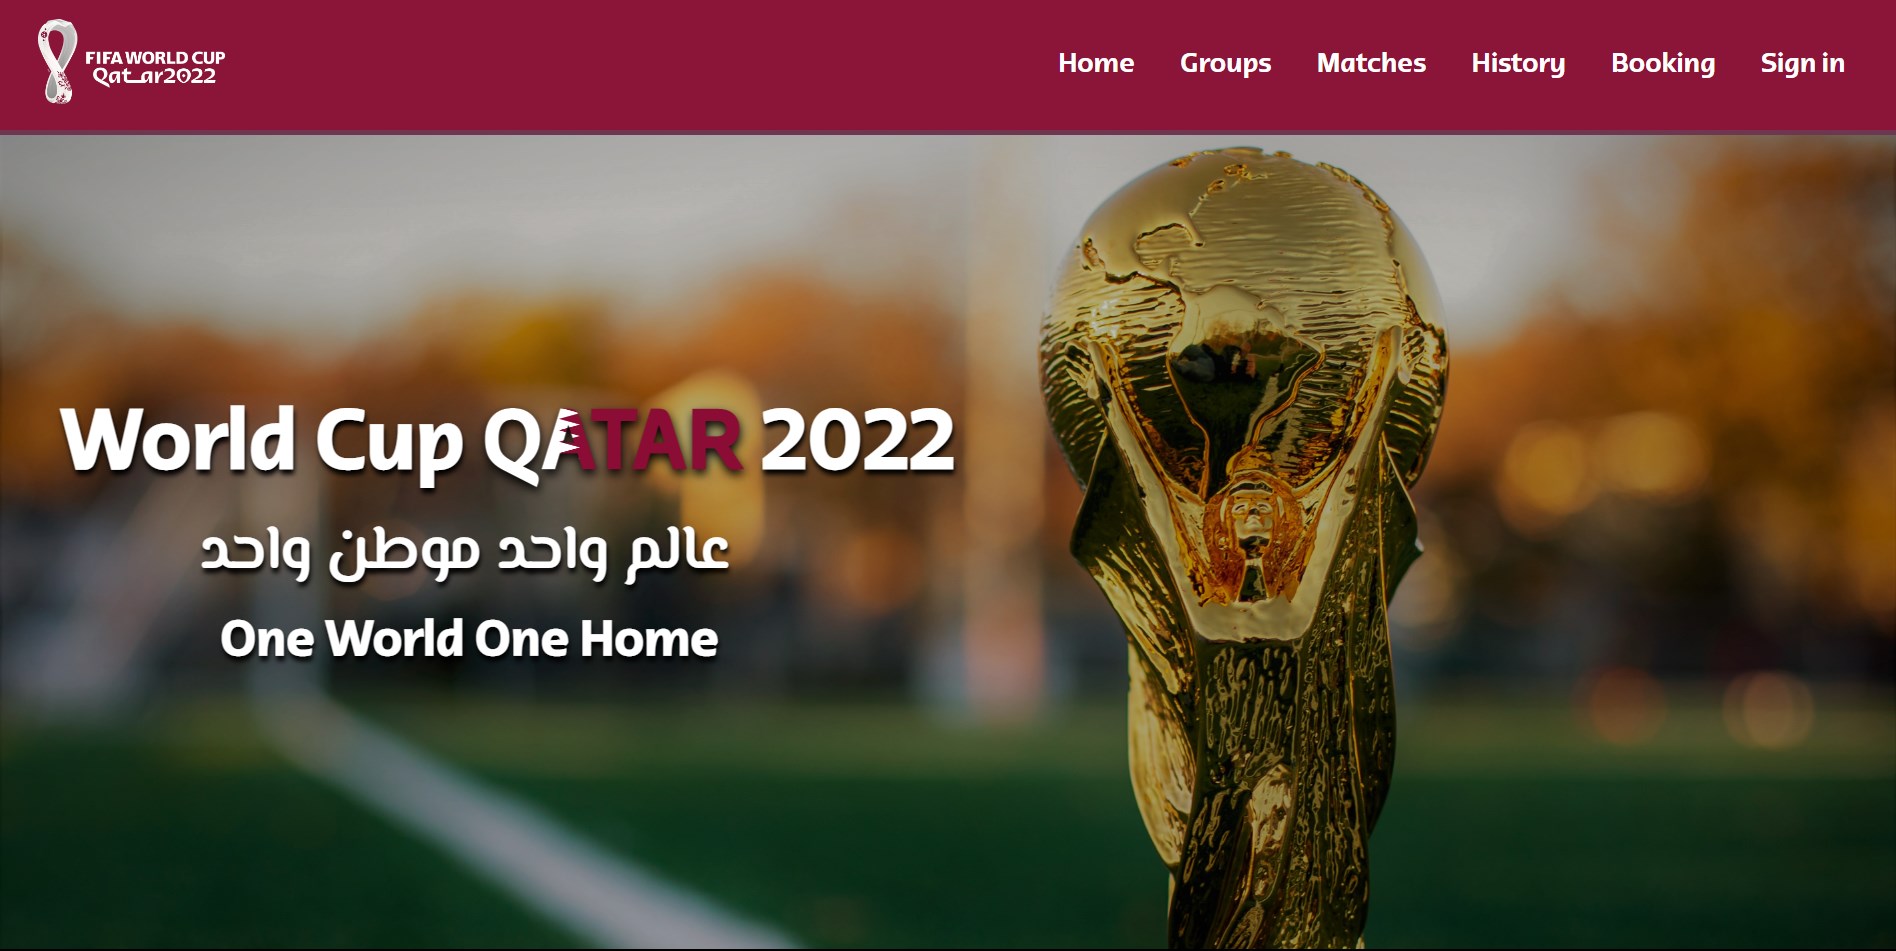 FIFA WORLD CUP
Qatar2022
Home Groups Matches History Booking Sign in
World Cup QATAR 2022
عالم واحد موطن واحد
One World One Home